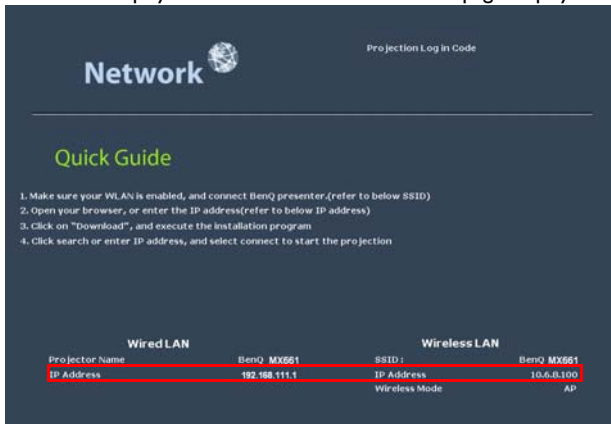 Projection Log in Code
Network
Quick Guide
1. Make sure your WLAN is enabled, and connect BenQ presenter.(refer to below SSID)
2. Open your browser, or enter the IP address(refer to below IP address)
3. Click on "Download", and execute the installation program
4. Click search or enter IP address, and select connect to start the projection
Wired LAN Wireless LAN
Projector Name BenQ MX661 SSID : BenQ MX661
IP Address 192.168.111.1 IP Address 10.6.0.100
Wireless Mode AP